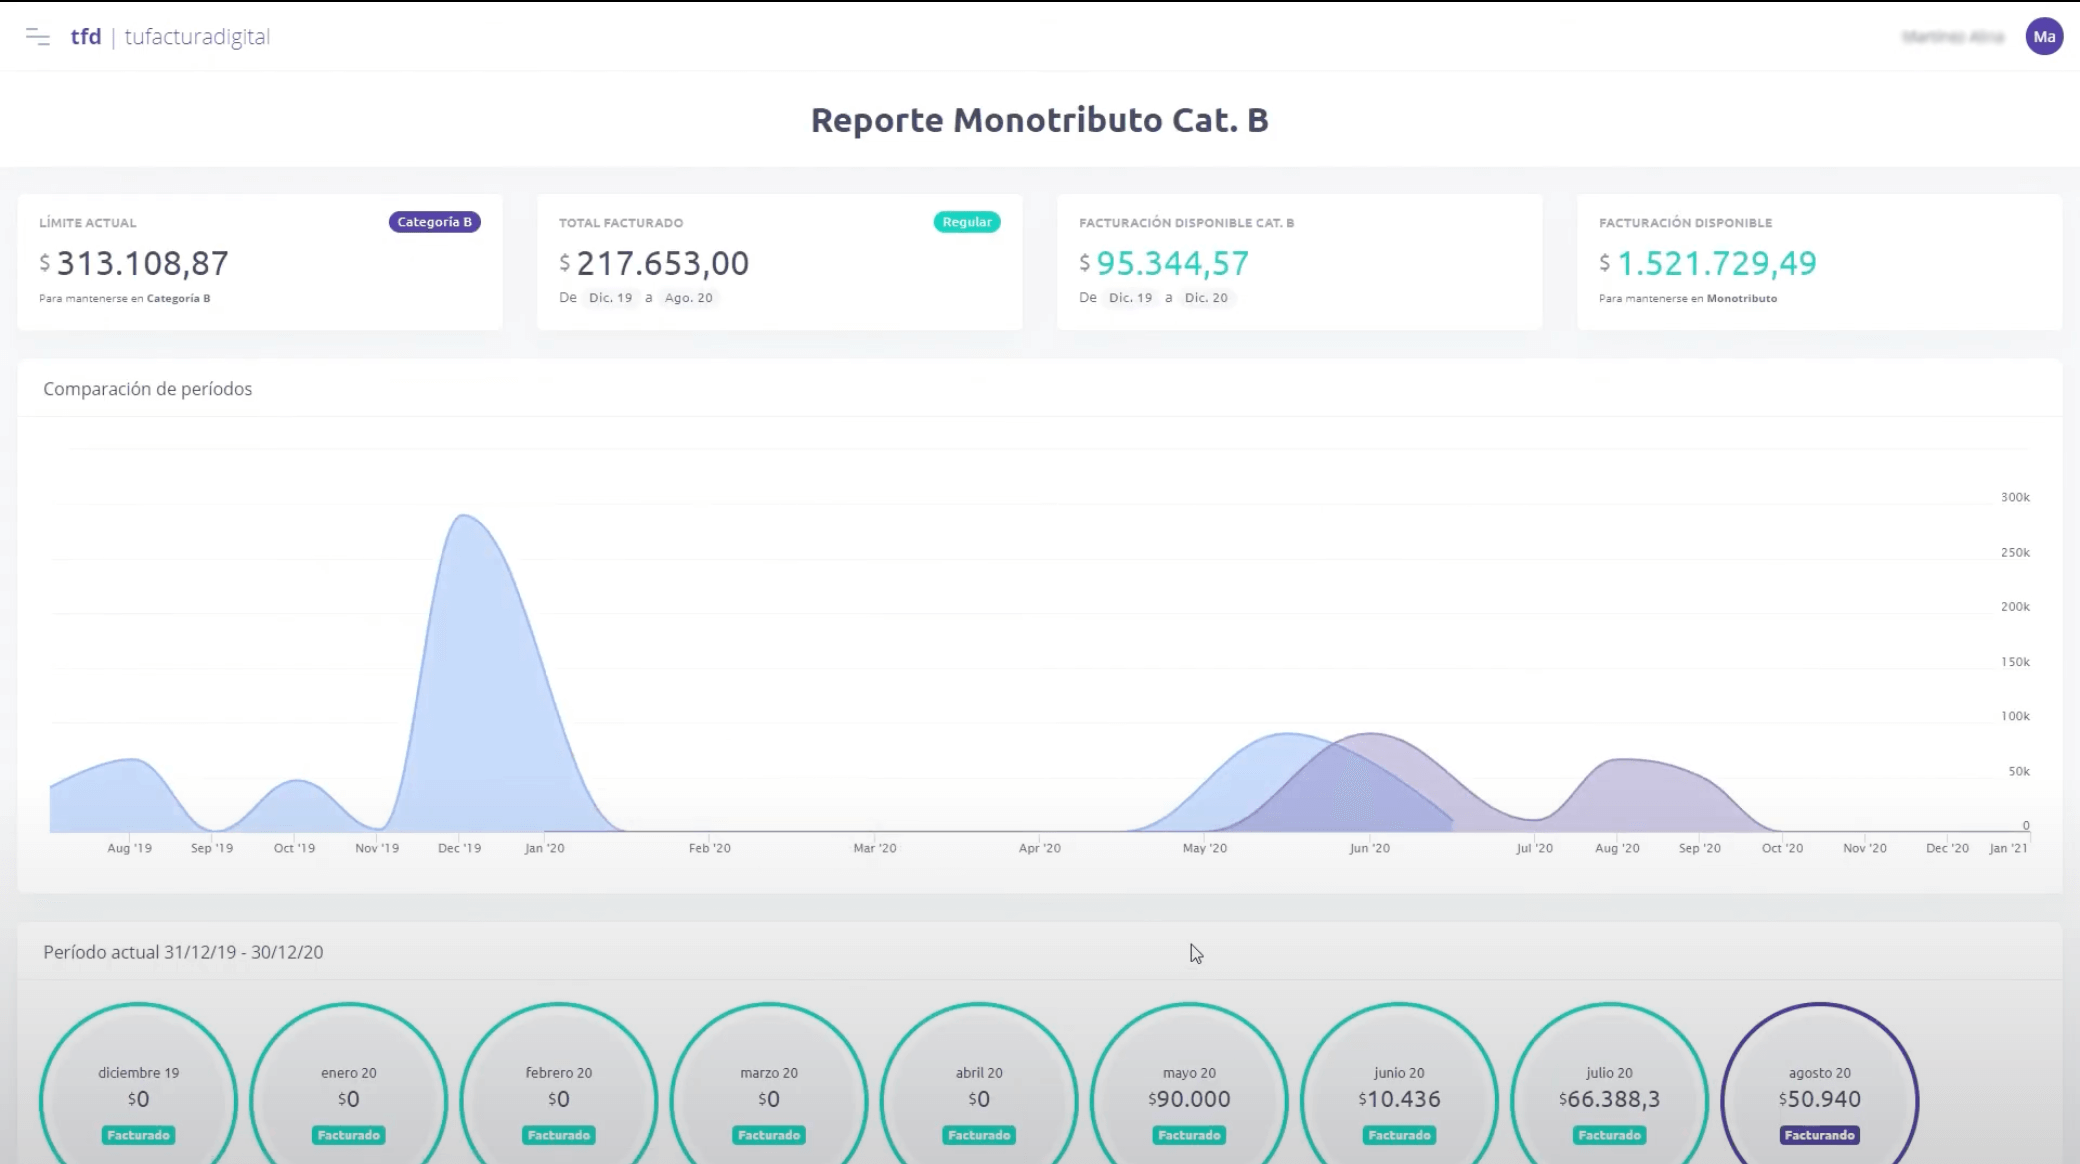 tfd | tufacturadigital
Ma
Reporte Monotributo Cat. B
LÍMITE ACTUAL
Categoría B
$ 313.108,87
Para mantenerse en Categoría B
TOTAL FACTURADO
Regular
$ 217.653,00
De Dic. 19 a Ago. 20
FACTURACIÓN DISPONIBLE CAT. B
$ 95.344,57
De Dic. 19 a Dic. 20
FACTURACIÓN DISPONIBLE
$ 1.521.729,49
Para mantenerse en Monotributo
Comparación de períodos
300k
250k
200k
150k
100k
50k
0
Aug '19 Sep '19 Oct '19 Nov '19 Dec '19 Jan '20 Feb '20 Mar '20 Apr '20 May '20 Jun '20 Jul '20 Aug '20 Sep '20 Oct '20 Nov '20 Dec '20 Jan '21
Período actual 31/12/19 - 30/12/20
diciembre 19
$0
Facturado
enero 20
$0
Facturado
febrero 20
$0
Facturado
marzo 20
$0
Facturado
abril 20
$0
Facturado
mayo 20
$90.000
Facturado
junio 20
$10.436
Facturado
julio 20
$66.388,3
Facturado
agosto 20
$50.940
Facturando